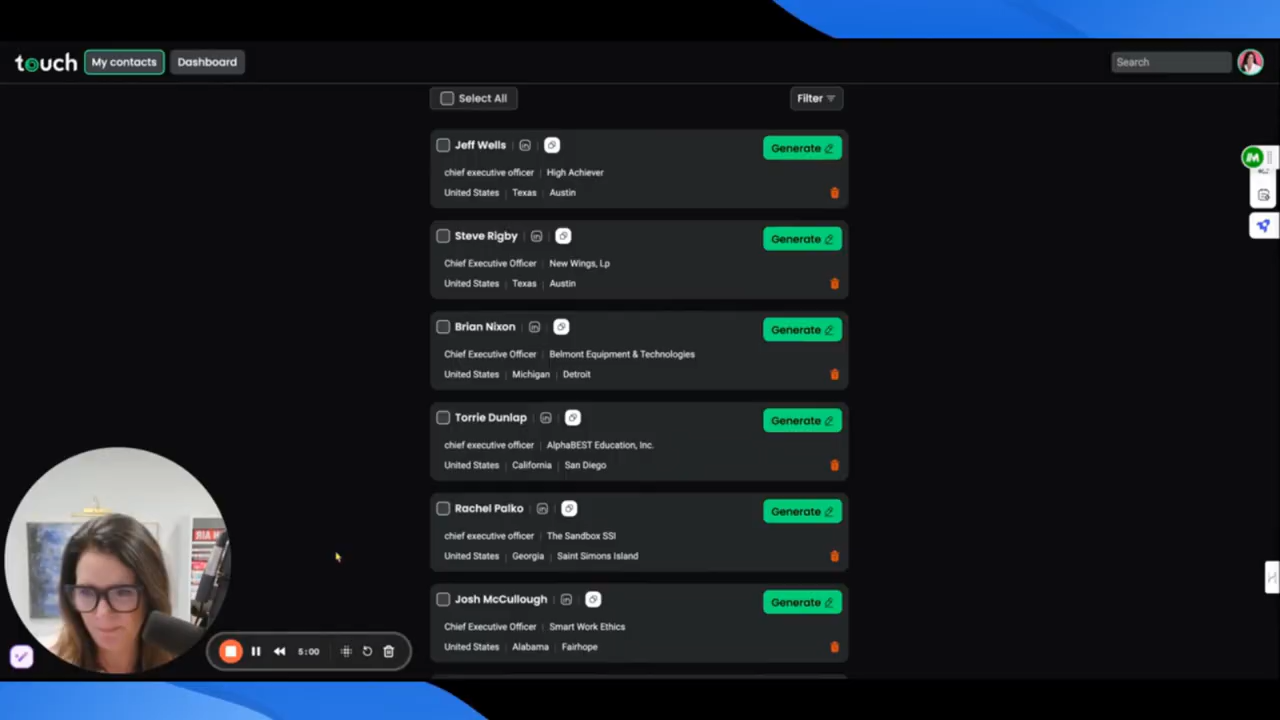 touch My contacts Dashboard Search
Select All Filter
Jeff Wells Generate
chief executive officer High Achiever
United States Texas Austin
Steve Rigby Generate
Chief Executive Officer New Wings, Lp
United States Texas Austin
Brian Nixon Generate
Chief Executive Officer Belmont Equipment & Technologies
United States Michigan Detroit
Torrie Dunlap Generate
chief executive officer AlphaBEST Education, Inc.
United States California San Diego
Rachel Palko Generate
chief executive officer The Sandbox SSI
United States Georgia Saint Simons Island
Josh McCullough Generate
Chief Executive Officer Smart Work Ethics
United States Alabama Fairhope
5:00